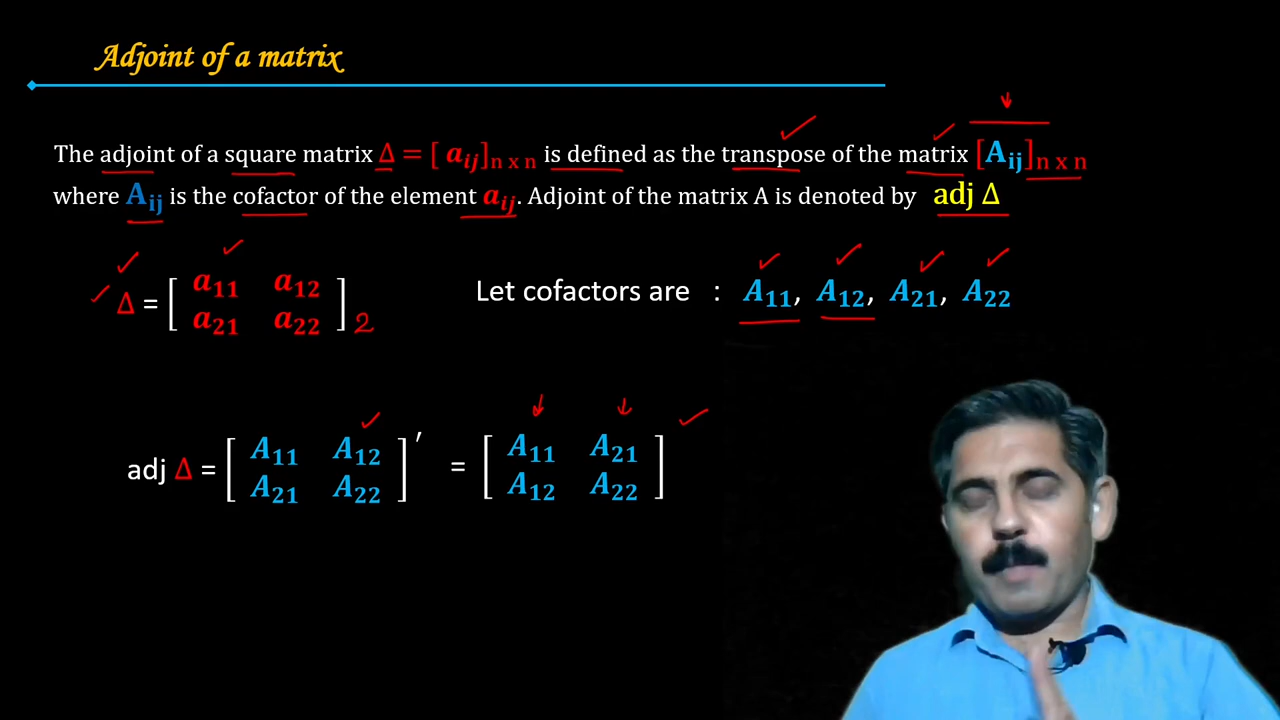 Adjoint of a matrix
The adjoint of a square matrix Δ = [ aᵢⱼ]ₙ ₓ ₙ is defined as the transpose of the matrix [Aᵢⱼ]ₙ ₓ ₙ
where Aᵢⱼ is the cofactor of the element aᵢⱼ. Adjoint of the matrix A is denoted by adj Δ
Δ = [ a₁₁ a₁₂ Let cofactors are : A₁₁, A₁₂, A₂₁, A₂₂
a₂₁ a₂₂ ] 2
adj Δ = [ A₁₁ A₁₂ ]′ = [ A₁₁ A₂₁ ]
A₂₁ A₂₂ A₁₂ A₂₂